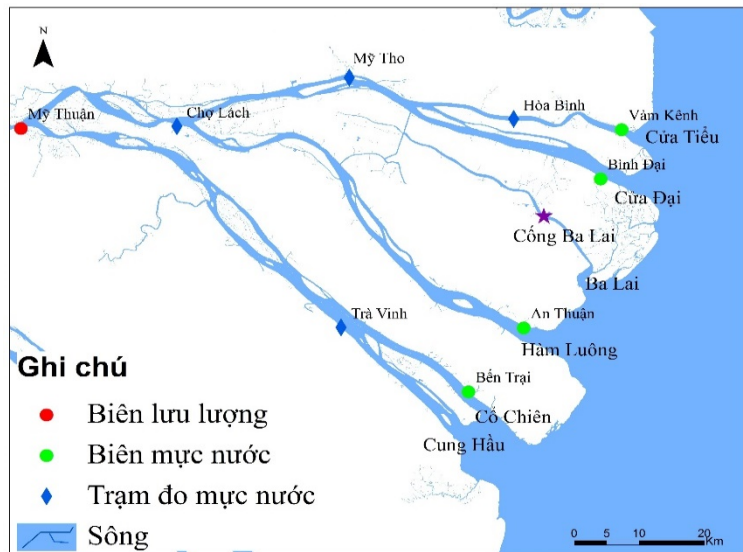 N
Mỹ Tho
Mỹ Thuận
Chợ Lách
Hòa Bình
Vàm Kênh
Cửa Tiểu
Bình Đại
Cửa Đại
Cống Ba Lai
Ba Lai
Trà Vinh
An Thuận
Hàm Luông
Bến Trại
Cổ Chiên
Cung Hầu
Ghi chú
Biên lưu lượng
Biên mực nước
Trạm đo mực nước
Sông
0 5 10 20
Km